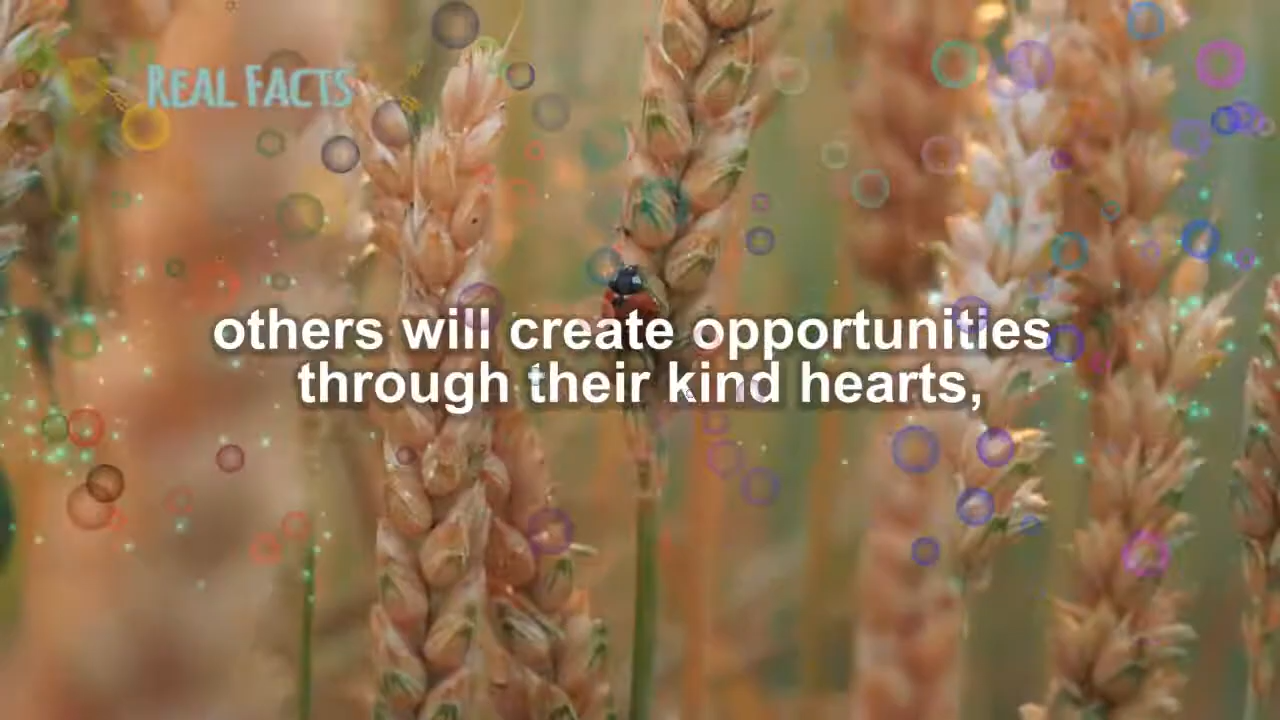 REAL FACTS
others will create opportunities
through their kind hearts,